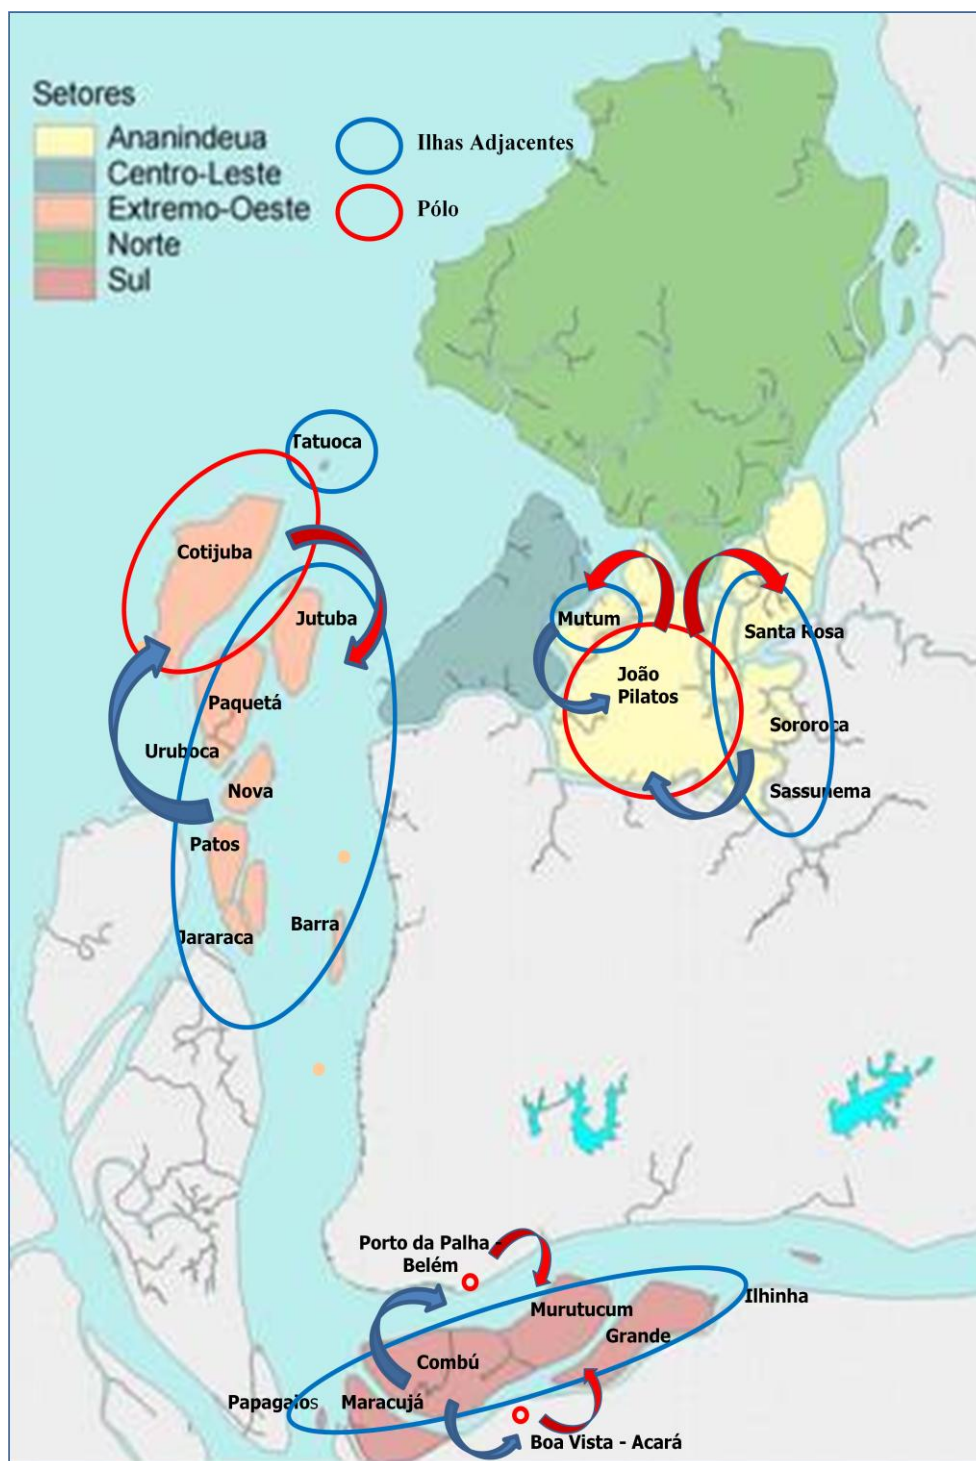 Setores
Ananindeua
Centro-Leste
Extremo-Oeste
Norte
Sul
Ilhas Adjacentes
Pólo
Tatuoca
Cotijuba
Jutuba
Mutum
Santa Rosa
João
Pilatos
Paquetá
Sororoca
Uruboca
Nova
Sassunema
Patos
Barra
Jararaca
Porto da Palha -
Belém
Ilhinha
Murutucum
Grande
Combú
Papagaios
Maracujá
Boa Vista - Acará